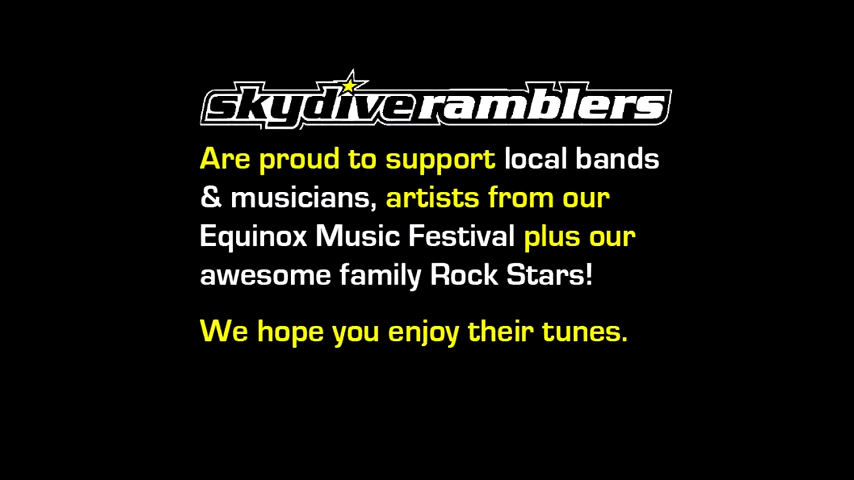 skydiveramblers
Are proud to support local bands
& musicians, artists from our
Equinox Music Festival plus our
awesome family Rock Stars!
We hope you enjoy their tunes.